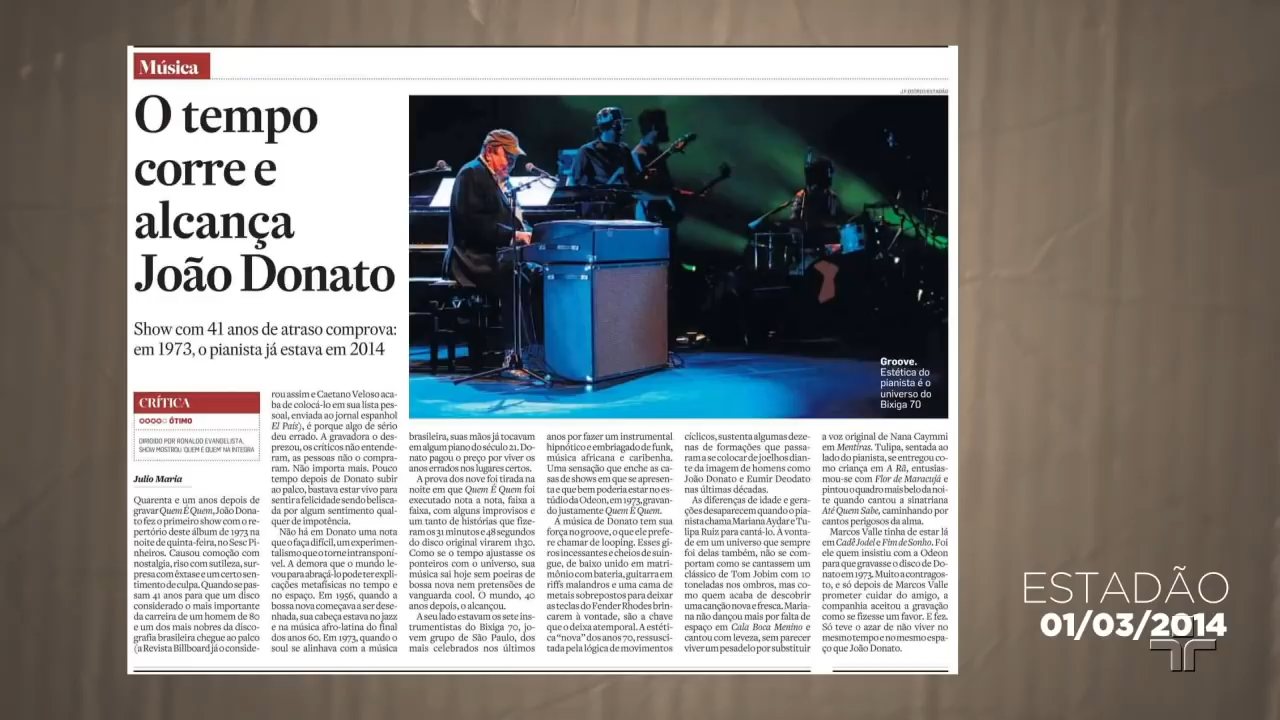 Música
O tempo
corre e
alcança
João Donato
Show com 41 anos de atraso comprova:
em 1973, o pianista já estava em 2014
CRÍTICA
ÓTIMO
DIRIGIDO POR RONALDO EVANGELISTA,
SHOW MOSTROU 'QUEM É QUEM' NA ÍNTEGRA
Julio Maria
Quarenta e um anos depois de
gravar Quem É Quem, João Dona-
to fez o primeiro show com o re-
pertório deste álbum de 1973 na
noite de quinta-feira, no Sesc Pi-
nheiros. Causou comoção com
nostalgia, riso com sutileza, sur-
presa com êxtase e um certo sen-
timento de culpa. Quando se pas-
sam 41 anos para que um disco
considerado o mais importante
da carreira de um homem de 80
e um dos mais nobres da disco-
grafia brasileira chegue ao palco
(a Revista Billboard já o conside-
rou assim e Caetano Veloso aca-
ba de colocá-lo em sua lista pes-
soal, enviada ao jornal espanhol
El País), é porque algo de sério
deu errado. A gravadora o des-
prezou, os críticos não entende-
ram, as pessoas não o compra-
ram. Não importa mais. Pouco
tempo depois de Donato subir
ao palco, bastava estar vivo para
sentir a felicidade sendo belisca-
da por algum sentimento qual-
quer de impotência.
Não há em Donato uma nota
que o faça difícil, um experimen-
talismo que o torne intransponí-
vel. A demora que o mundo le-
vou para abraçá-lo pode ter expli-
cações metafísicas no tempo e
no espaço. Em 1956, quando a
bossa nova começava a ser dese-
nhada, sua cabeça estava no jazz
e na música afro-latina do final
dos anos 60. Em 1973, quando o
soul se alinhava com a música
Groove.
Estética do
pianista é o
universo do
Bixiga 70
brasileira, suas mãos já tocavam
em algum piano do século 21. Do-
nato pagou o preço por viver os
anos errados nos lugares certos.
A prova dos nove foi tirada na
noite em que Quem É Quem foi
executado nota a nota, faixa a
faixa, com alguns improvisos e
um tanto de histórias que fize-
ram os 31 minutos e 48 segundos
do disco original virarem 1h30.
Como se o tempo ajustasse os
ponteiros com o universo, sua
música sai hoje sem poeiras de
bossa nova nem pretensões de
vanguarda cool. O mundo, 40
anos depois, o alcançou.
A seu lado estavam os sete ins-
trumentistas do Bixiga 70, jo-
vem grupo de São Paulo, dos
mais celebrados nos últimos
anos por fazer um instrumental
hipnótico e embriagado de funk,
música africana e caribenha.
Uma sensação que enche as ca-
sas de shows em que se apresen-
ta e que bem poderia estar no es-
túdio da Odeon, em 1973, gravan-
do justamente Quem É Quem.
A música de Donato tem sua
força no groove, o que ele prefe-
re chamar de looping. Esses gi-
ros incessantes e cheios de suin-
gue, de baixo unido em matri-
mônio com bateria, guitarra em
riffs malandros e uma cama de
metais sobrepostos para deixar
as teclas do Fender Rhodes brin-
carem à vontade, são a chave
que o deixa atemporal. A estéti-
ca "nova" dos anos 70, ressusci-
tada pela lógica de movimentos
cíclicos, sustenta algumas deze-
nas de formações que passa-
ram a se colocar de joelhos dian-
te da imagem de homens como
João Donato e Eumir Deodato
nas últimas décadas.
As diferenças de idade e gera-
ções desaparecem quando o pia-
nista chama Mariana Aydar e Tu-
lipa Ruiz para cantá-lo. À vonta-
de em um universo que sempre
foi delas também, não se com-
portam como se cantassem um
clássico de Tom Jobim com 10
toneladas nos ombros, mas co-
mo quem acaba de descobrir
uma canção nova e fresca. Maria-
na não dançou mais por falta de
espaço em Cala Boca Menino e
cantou com leveza, sem parecer
viver um pesadelo por substituir
a voz original de Nana Caymmi
em Mentiras. Tulipa, sentada ao
lado do pianista, se entregou co-
mo criança em A Rã, entusias-
mou-se com Flor de Maracujá e
pintou o quadro mais belo da noi-
te quando cantou a sinatriana
Até Quem Sabe, caminhando por
cantos perigosos da alma.
Marcos Valle tinha de estar lá
em Cadê Jodel e Fim de Sonho. Foi
ele quem insistiu com a Odeon
para que gravasse o disco de Do-
nato em 1973. Muito a contragos-
to, e só depois de Marcos Valle
prometer cuidar do amigo, a
companhia aceitou a gravação
como se fizesse um favor. E fez.
Só teve o azar de não viver no
mesmo tempo e no mesmo espa-
ço que João Donato.
ESTADÃO
01/03/2014